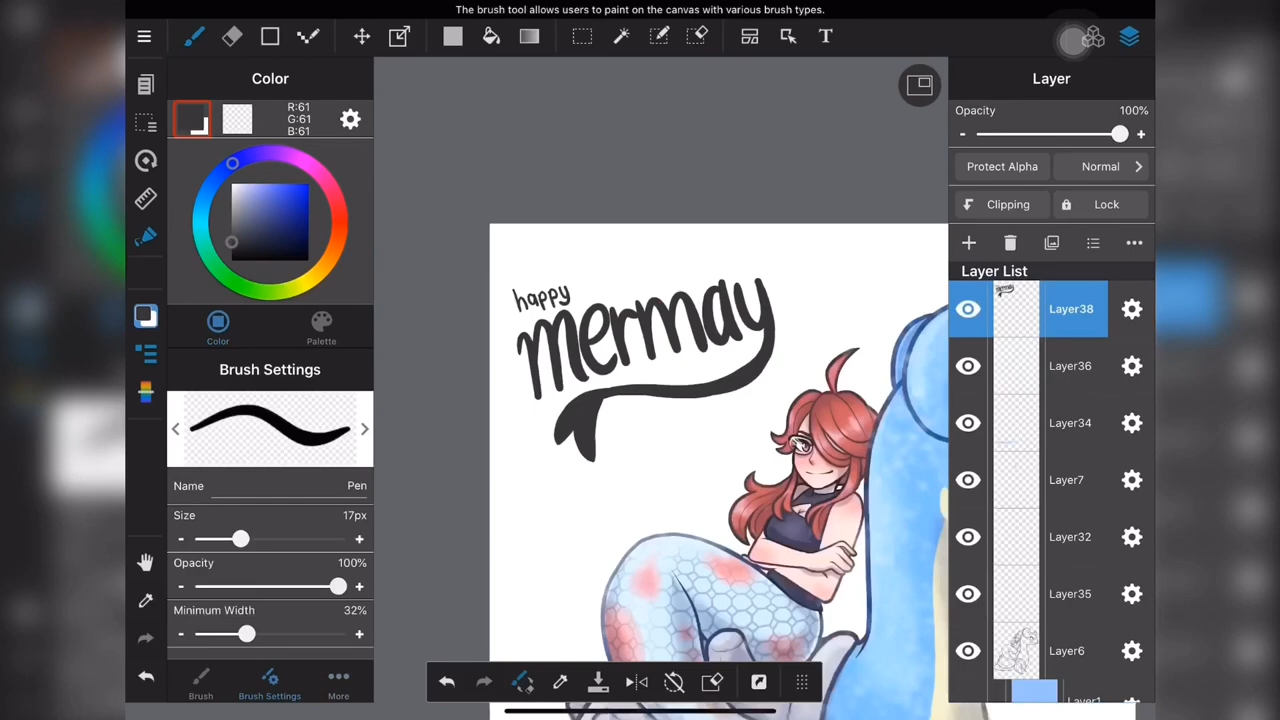 The brush tool allows users to paint on the canvas with various brush types.
T
Color
R:61
G:61
B:61
Color
Palette
Brush Settings
Name Pen
Size 17px
- +
Opacity 100%
- +
Minimum Width 32%
- +
Brush
Brush Settings
More
happy
mermay
Layer
Opacity 100%
- +
Protect Alpha
Normal
Clipping
Lock
Layer List
Layer38
Layer36
Layer34
Layer7
Layer32
Layer35
Layer6
Layer1